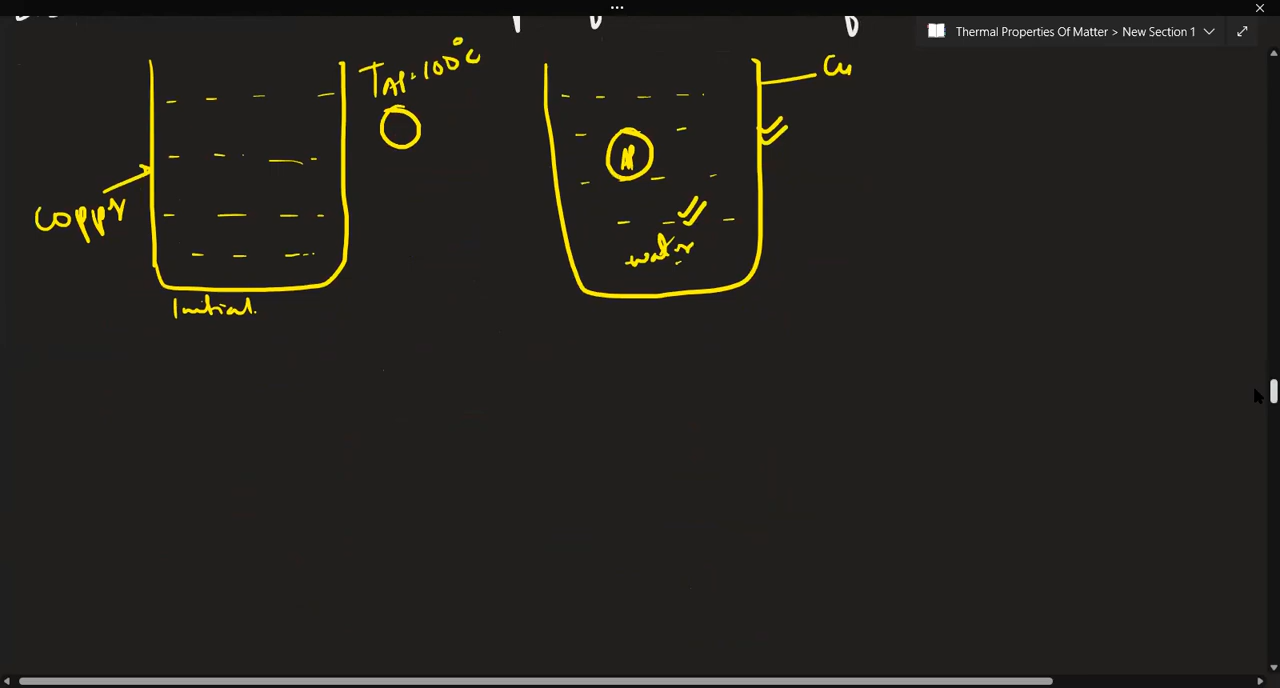 Thermal Properties Of Matter > New Section 1
T_Al = 100°C
Cu
Al
Copper
water
Initial.